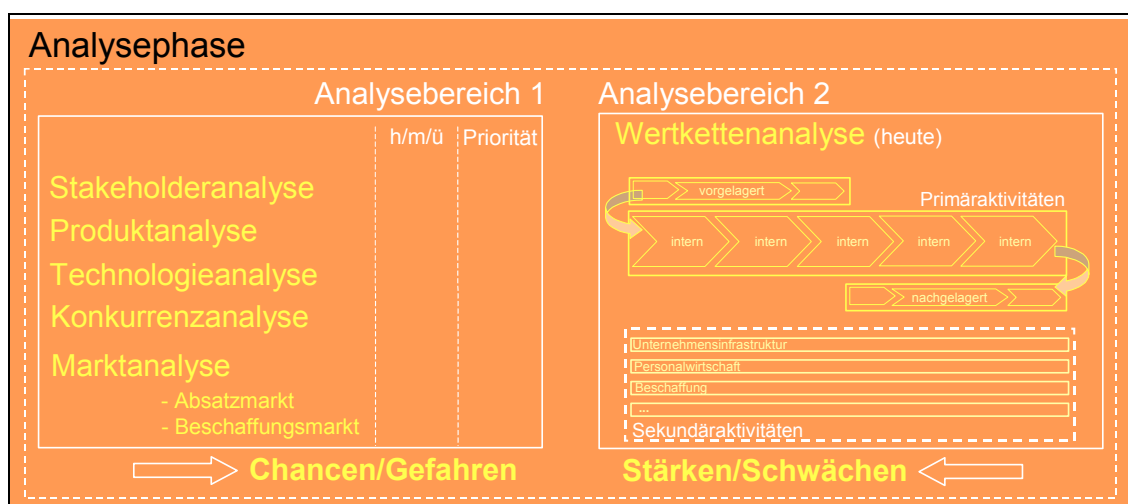 Analysephase
Analysebereich 1
h/m/ü Priorität
Stakeholderanalyse
Produktanalyse
Technologieanalyse
Konkurrenzanalyse
Marktanalyse
- Absatzmarkt
- Beschaffungsmarkt
Chancen/Gefahren
Analysebereich 2
Wertkettenanalyse (heute)
vorgelagert
Primäraktivitäten
intern intern intern intern intern
nachgelagert
Unternehmensinfrastruktur
Personalwirtschaft
Beschaffung
...
Sekundäraktivitäten
Stärken/Schwächen